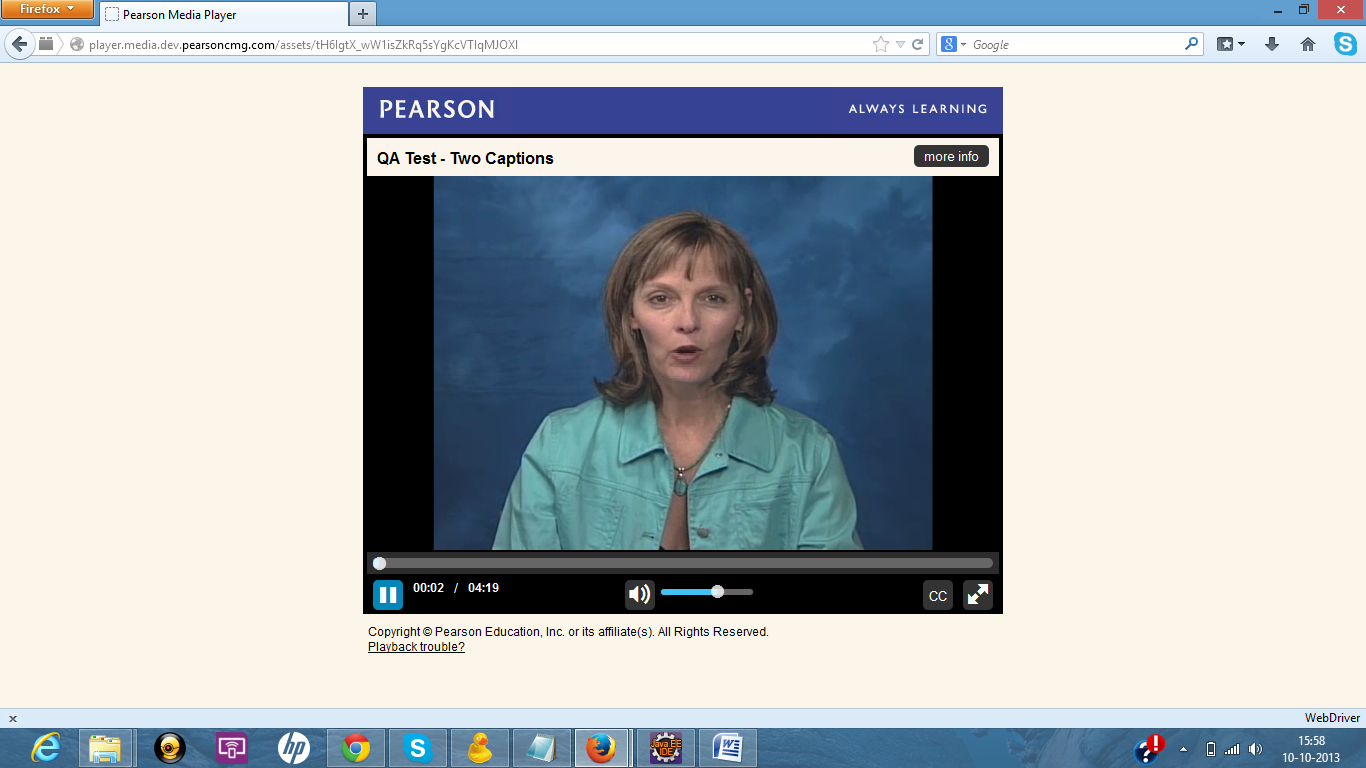 Firefox
Pearson Media Player
player.media.dev.pearsoncmg.com/assets/tH6IgtX_wW1isZkRq5sYgKcVTIqMJOXI
Google
PEARSON
ALWAYS LEARNING
QA Test - Two Captions
more info
00:02 / 04:19
CC
Copyright © Pearson Education, Inc. or its affiliate(s). All Rights Reserved.
Playback trouble?
WebDriver
hp
Java EE
IDE
15:58
10-10-2013